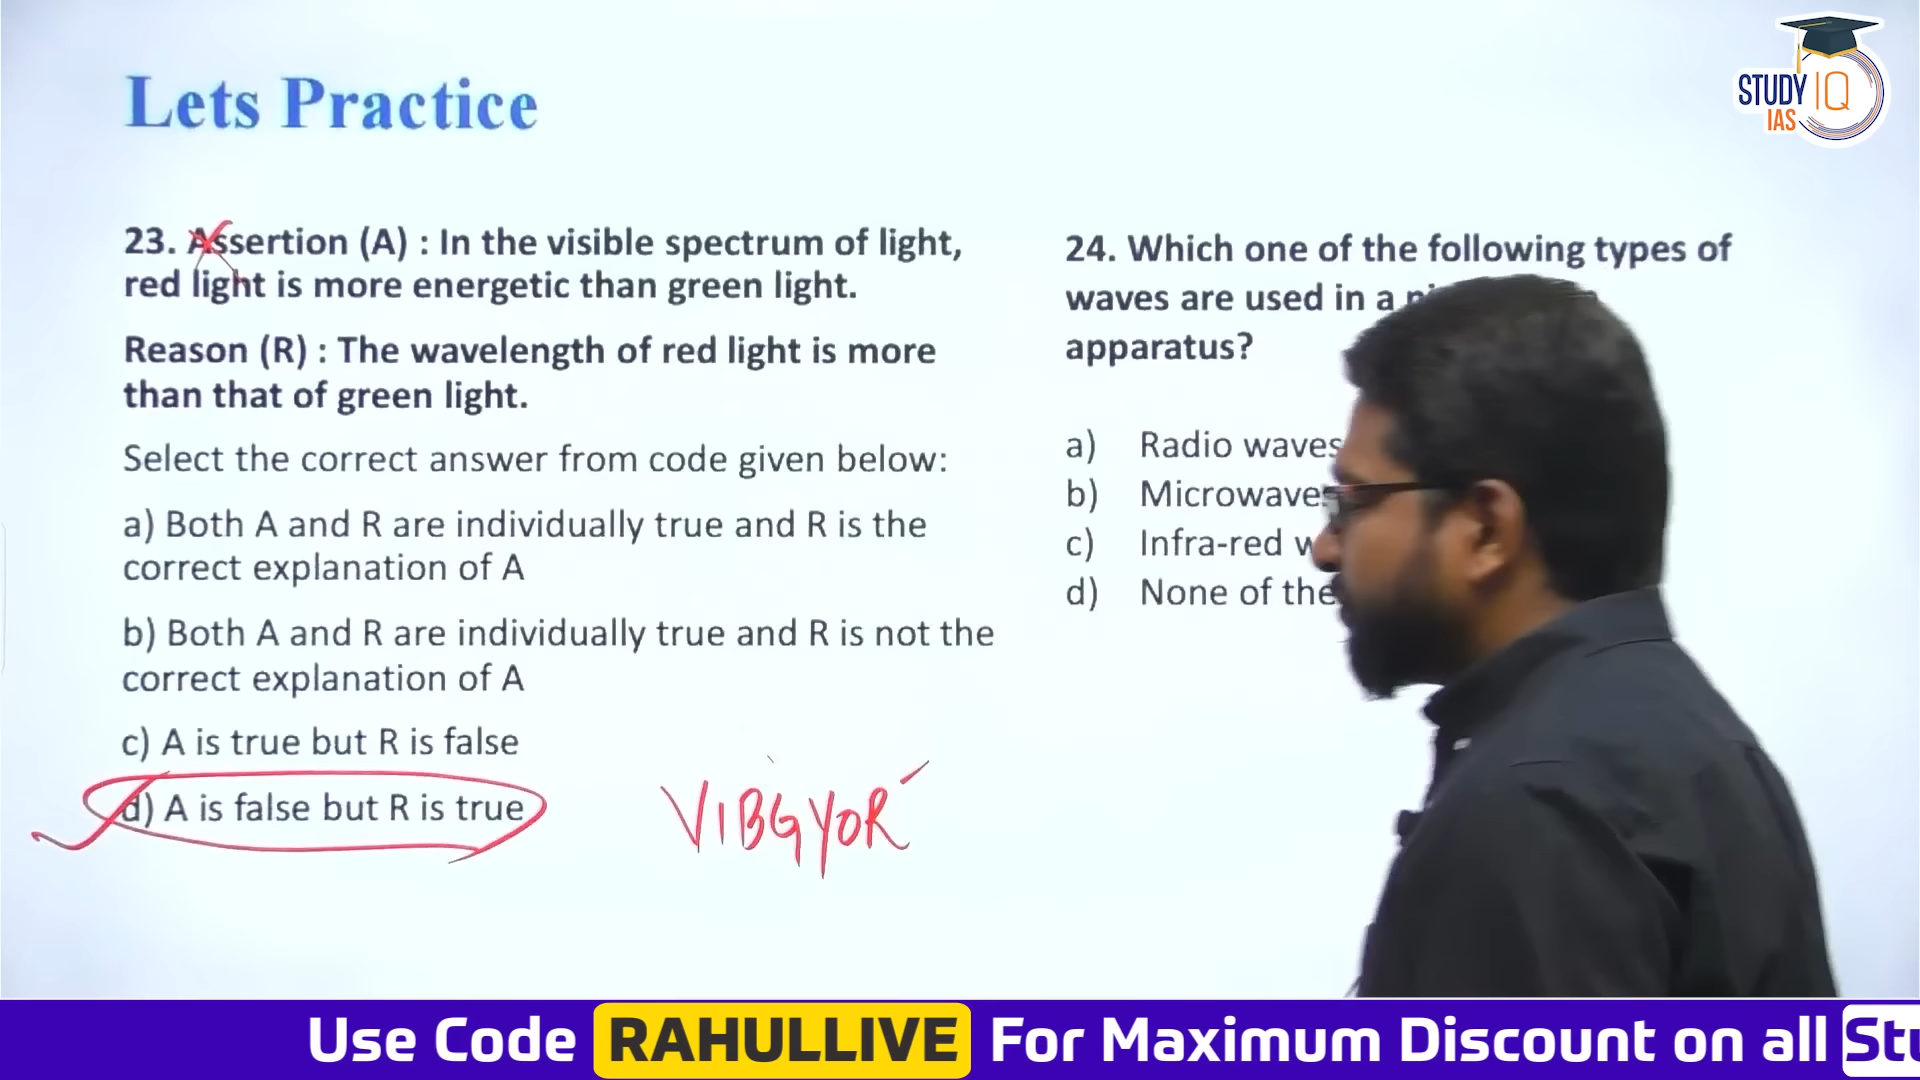 Lets Practice
STUDY IQ
IAS
23. Assertion (A) : In the visible spectrum of light,
red light is more energetic than green light.
Reason (R) : The wavelength of red light is more
than that of green light.
Select the correct answer from code given below:
a) Both A and R are individually true and R is the
correct explanation of A
b) Both A and R are individually true and R is not the
correct explanation of A
c) A is true but R is false
d) A is false but R is true
VIBGYOR
24. Which one of the following types of
waves are used in a
apparatus?
a) Radio waves
b) Microwaves
c) Infra-red
d) None of the
Use Code RAHULLIVE For Maximum Discount on all